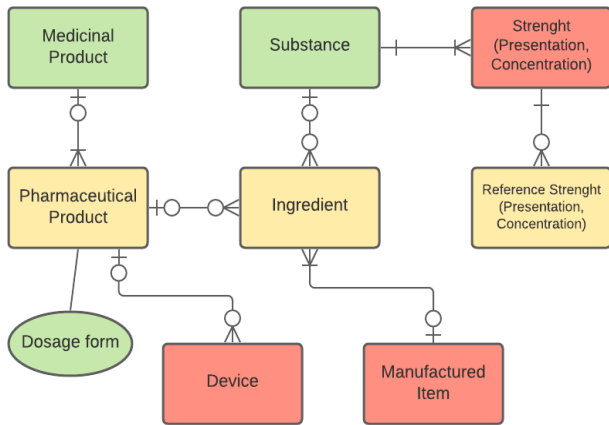 Medicinal
Product
Substance
Strenght
(Presentation,
Concentration)
Pharmaceutical
Product
Ingredient
Reference Strenght
(Presentation,
Concentration)
Dosage form
Device
Manufactured
Item